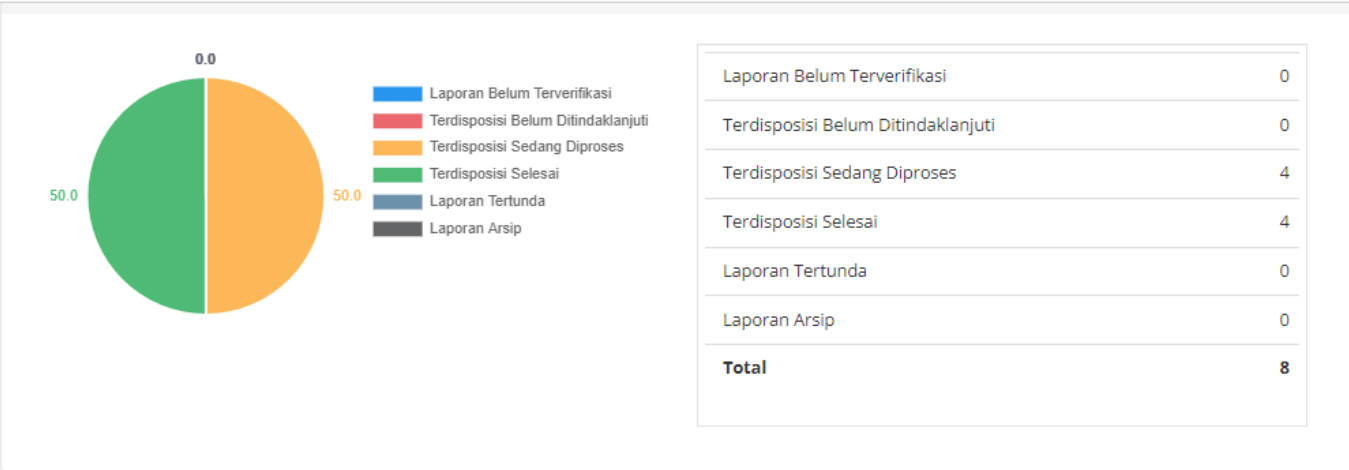 0.0
50.0
50.0
Laporan Belum Terverifikasi
Terdisposisi Belum Ditindaklanjuti
Terdisposisi Sedang Diproses
Terdisposisi Selesai
Laporan Tertunda
Laporan Arsip
Laporan Belum Terverifikasi 0
Terdisposisi Belum Ditindaklanjuti 0
Terdisposisi Sedang Diproses 4
Terdisposisi Selesai 4
Laporan Tertunda 0
Laporan Arsip 0
Total 8